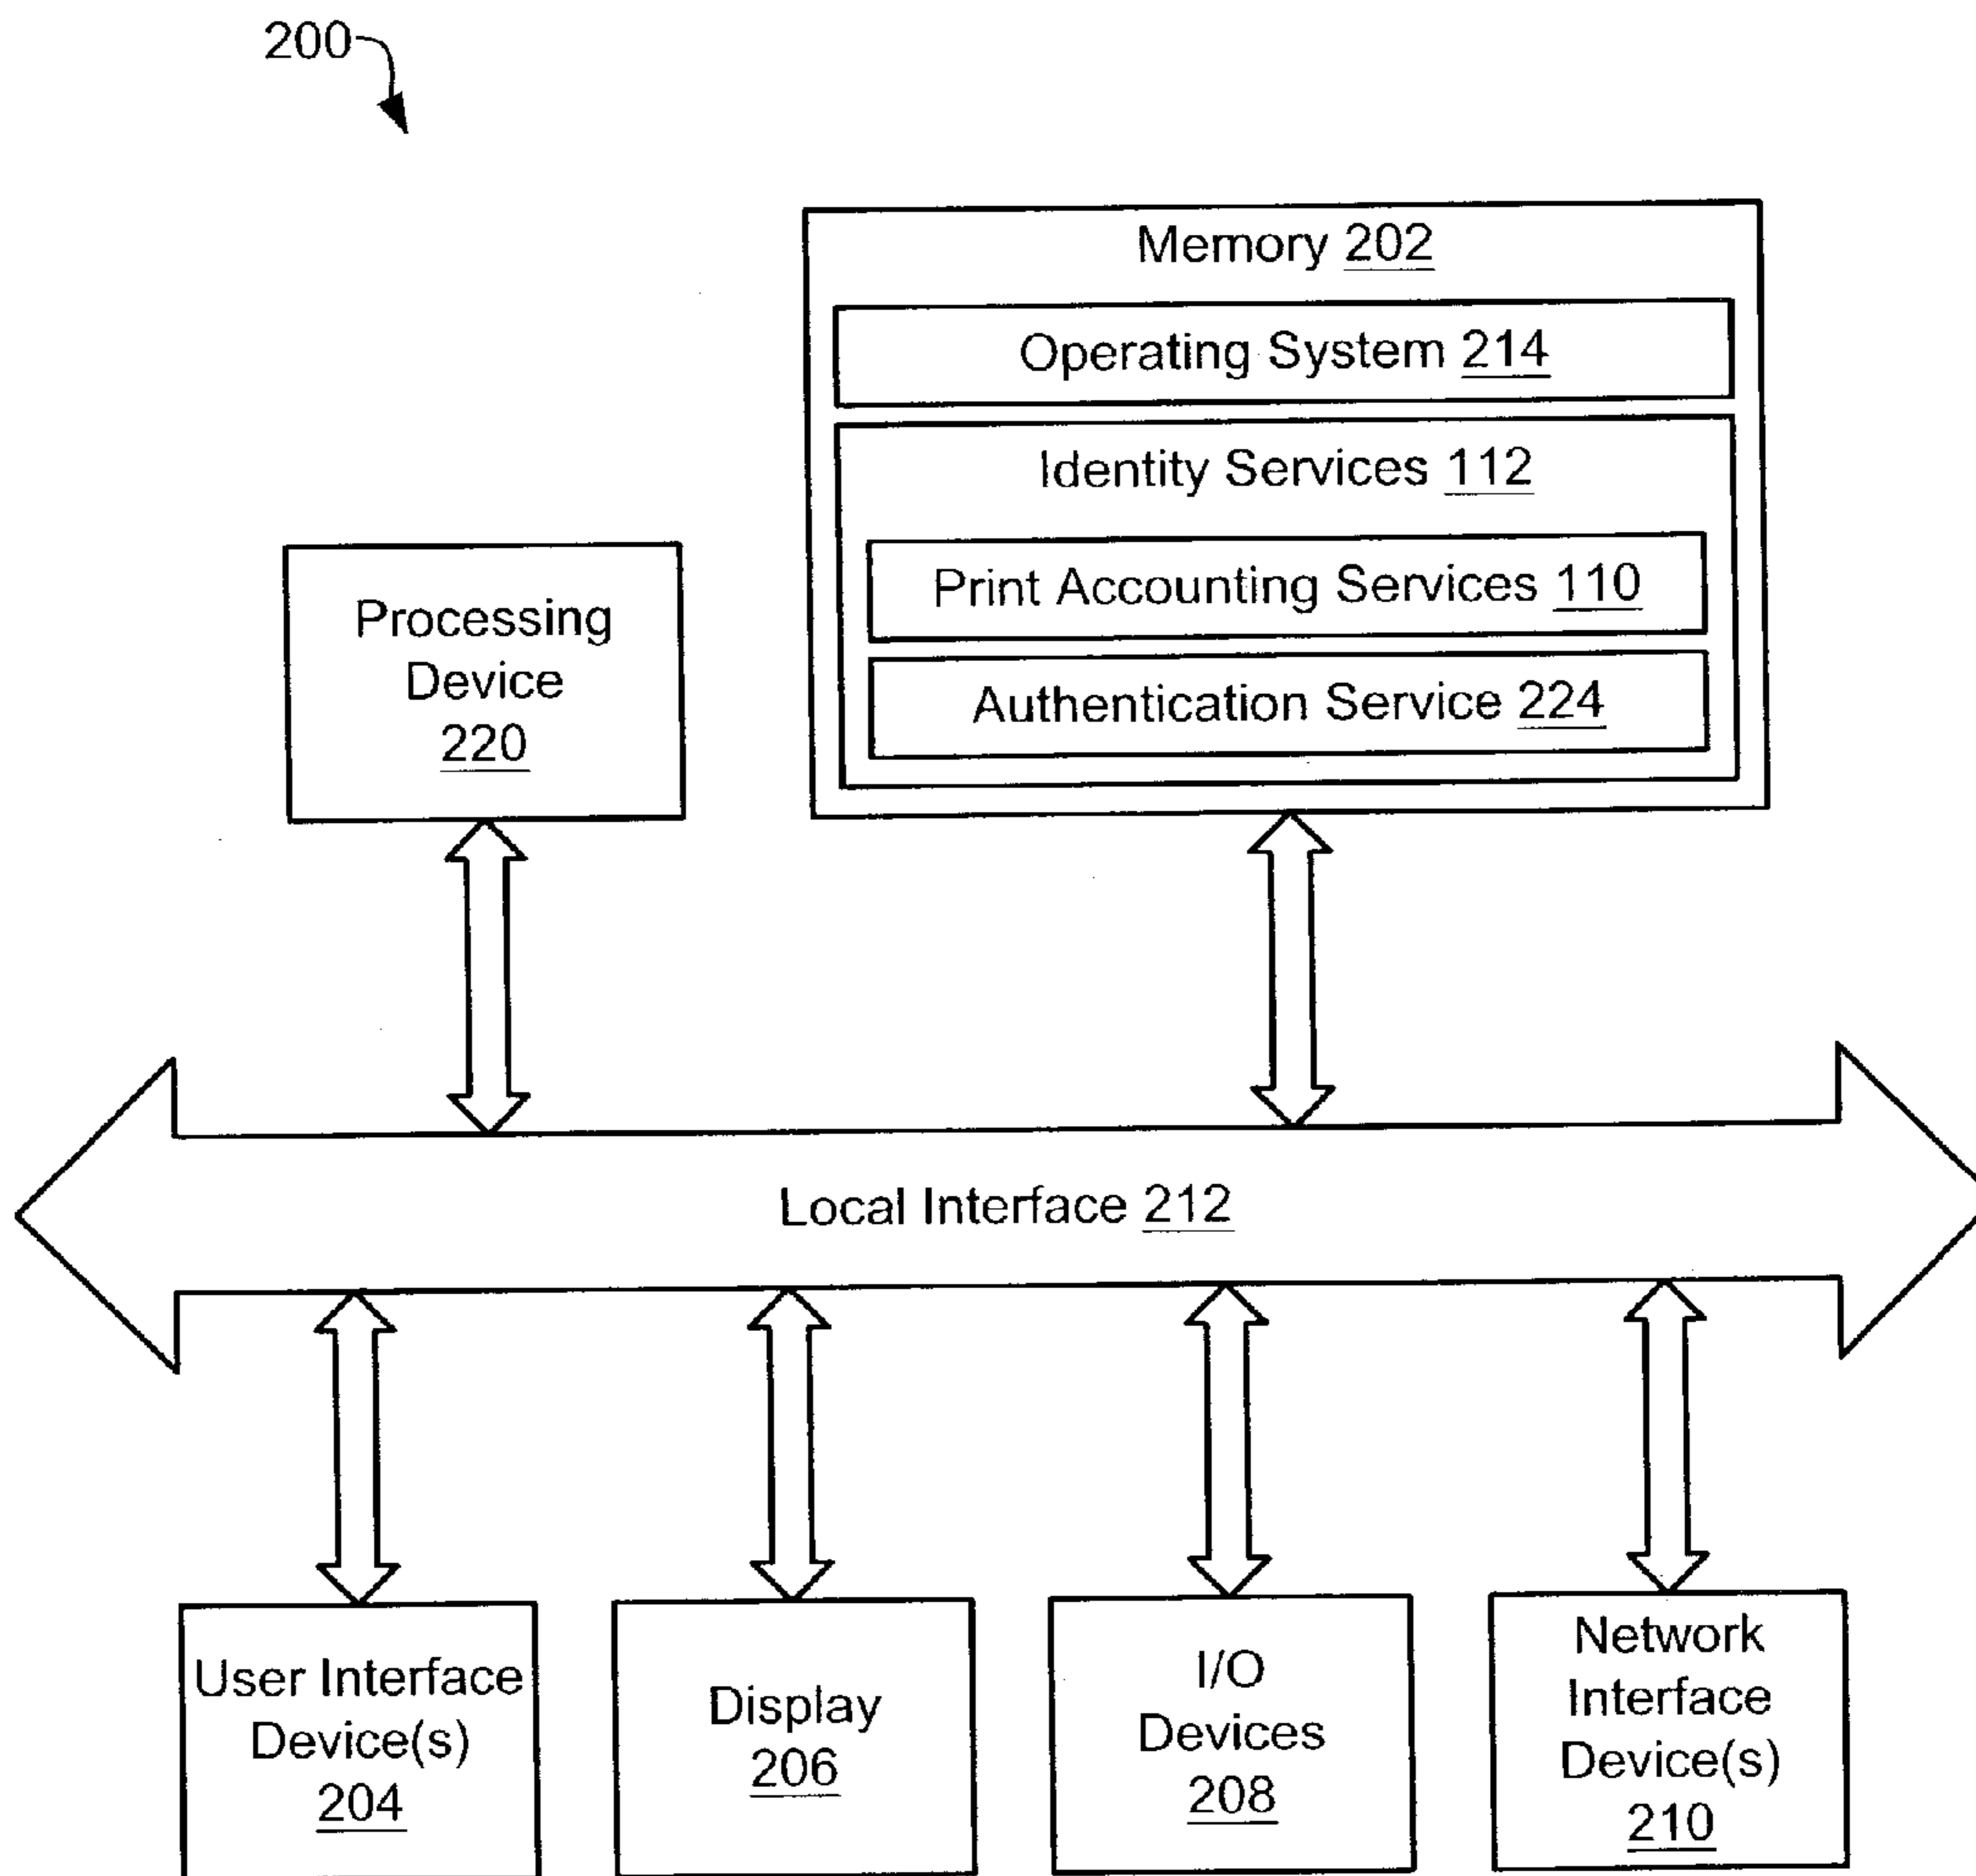 200
Memory 202
Operating System 214
Identity Services 112
Print Accounting Services 110
Authentication Service 224
Processing
Device
220
Local Interface 212
User Interface
Device(s)
204
Display
206
I/O
Devices
208
Network
Interface
Device(s)
210